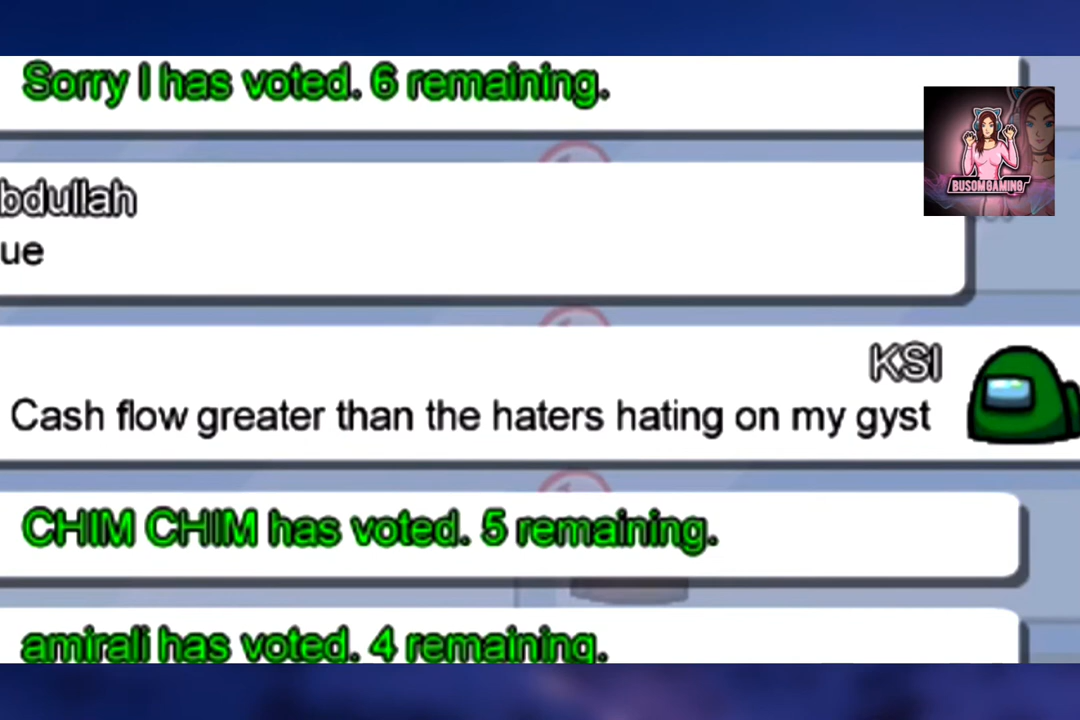 Sorry I has voted. 6 remaining.
BUSOMGAMING
bdullah
ue
KSI
Cash flow greater than the haters hating on my gyst
CHIM CHIM has voted. 5 remaining.
amirali has voted. 4 remaining.